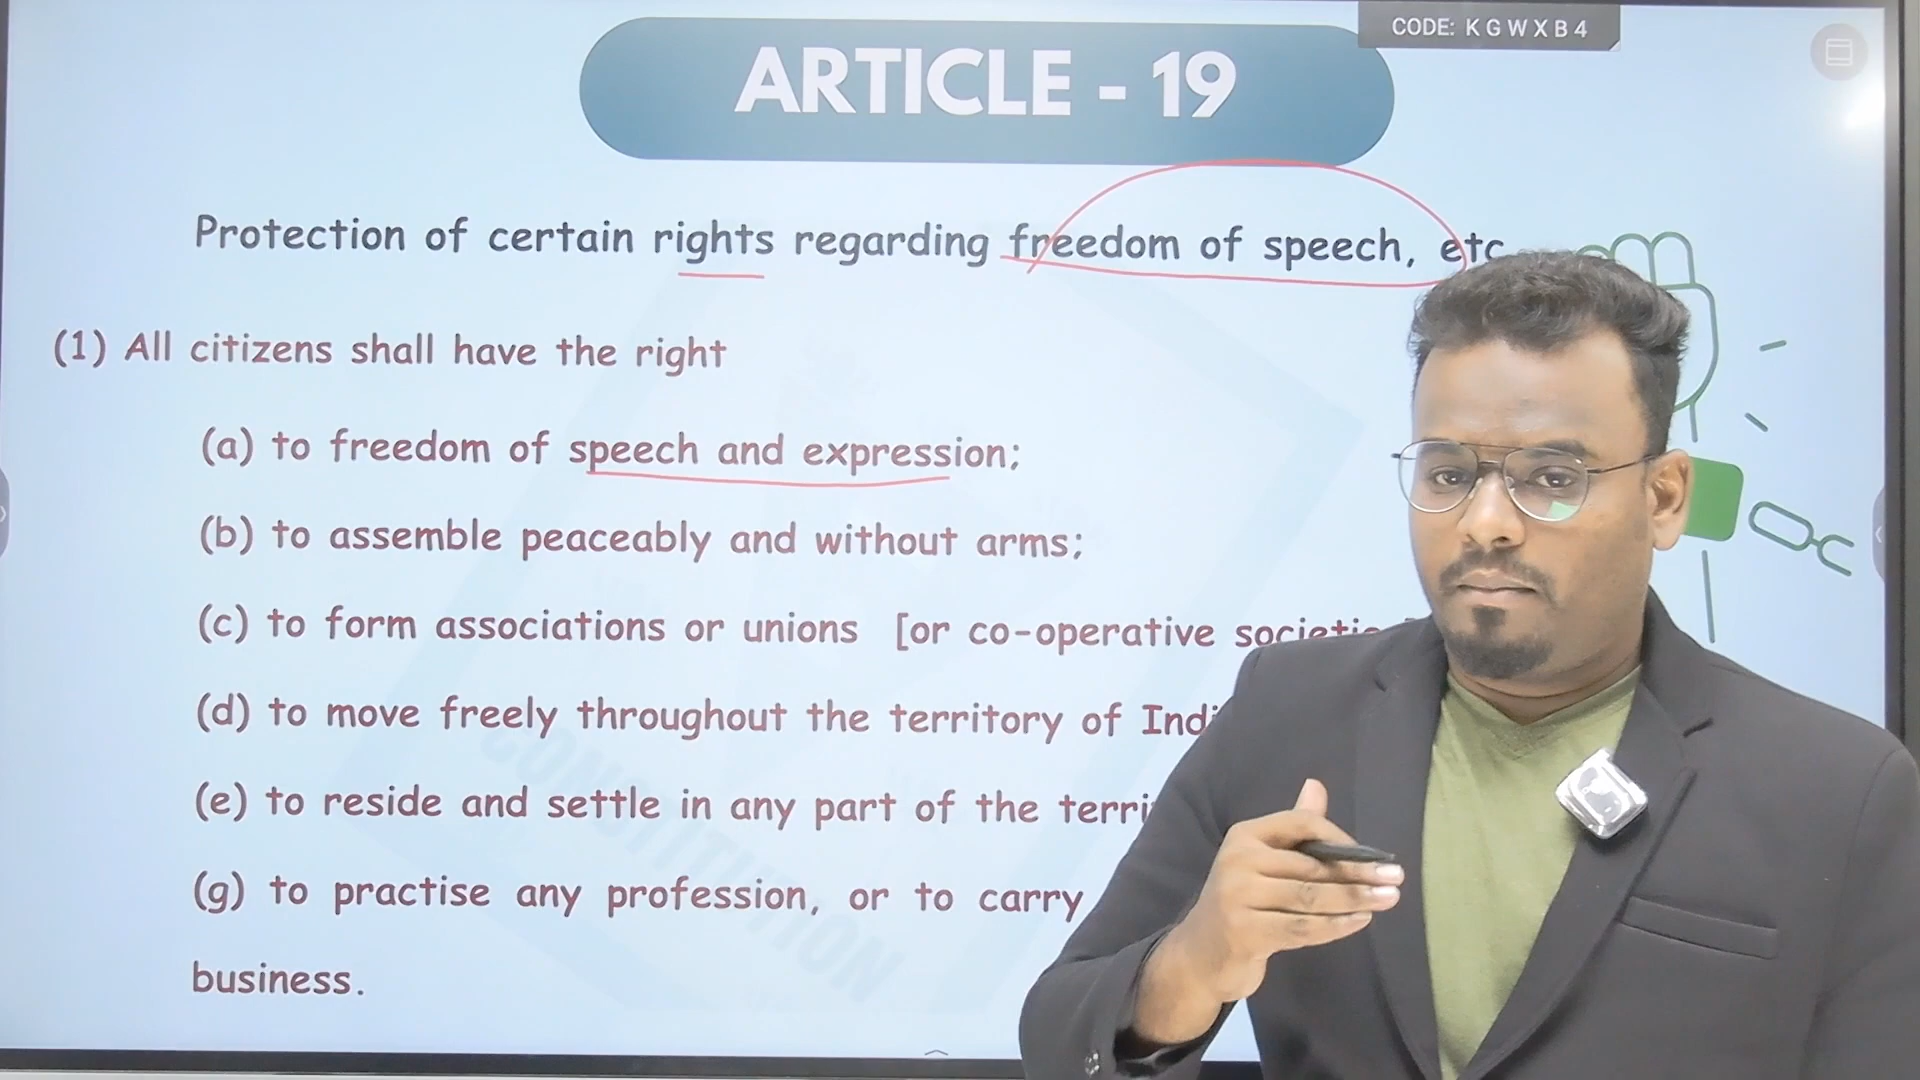 CODE: KGWXB4
ARTICLE - 19
Protection of certain rights regarding freedom of speech, etc
(1) All citizens shall have the right
(a) to freedom of speech and expression;
(b) to assemble peaceably and without arms;
(c) to form associations or unions [or co-operative
(d) to move freely throughout the territory of
(e) to reside and settle in any part of the
(g) to practise any profession, or to carry
business.
CONSTITUTION